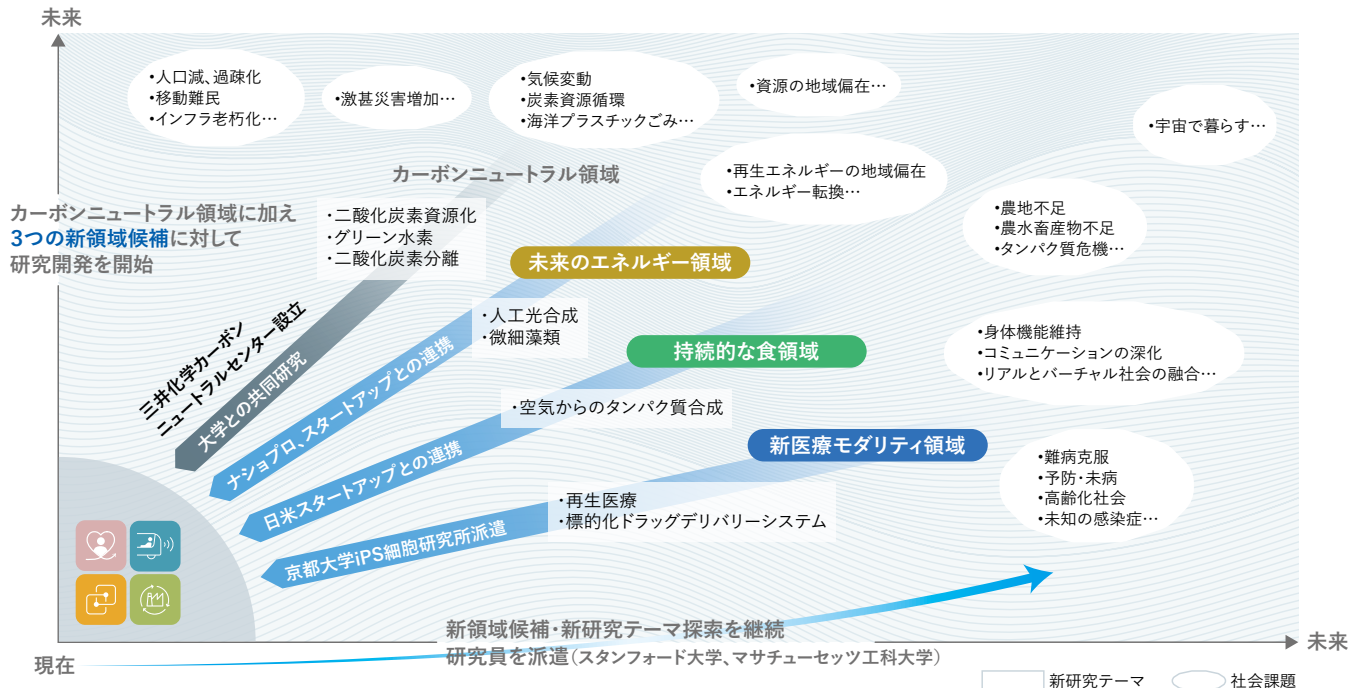 未来
・人口減、過疎化
・移動難民
・インフラ老朽化…
・激甚災害増加…
・気候変動
・炭素資源循環
・海洋プラスチックごみ…
・資源の地域偏在…
・宇宙で暮らす…
カーボンニュートラル領域
・再生エネルギーの地域偏在
・エネルギー転換…
カーボンニュートラル領域に加え
3つの新領域候補に対して
研究開発を開始
・二酸化炭素資源化
・グリーン水素
・二酸化炭素分離
・農地不足
・農水畜産物不足
・タンパク質危機…
未来のエネルギー領域
・人工光合成
・微細藻類
三井化学カーボン
ニュートラルセンター設立
大学との共同研究
ナショプロ、スタートアップとの連携
持続的な食領域
・身体機能維持
・コミュニケーションの深化
・リアルとバーチャル社会の融合…
・空気からのタンパク質合成
日米スタートアップとの連携
新医療モダリティ領域
・難病克服
・予防・未病
・高齢化社会
・未知の感染症…
・再生医療
・標的化ドラッグデリバリーシステム
京都大学iPS細胞研究所派遣
新領域候補・新研究テーマ探索を継続
研究員を派遣(スタンフォード大学、マサチューセッツ工科大学)
未来
現在
新研究テーマ
社会課題